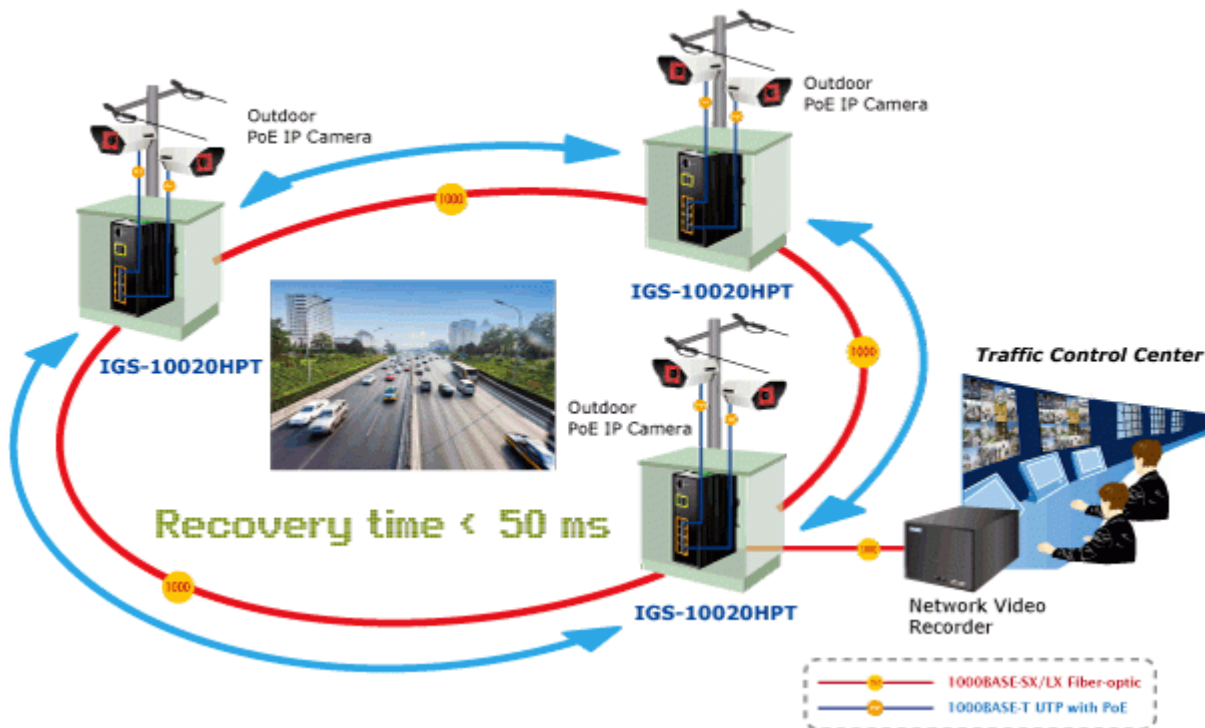 Outdoor
PoE IP Camera
Outdoor
PoE IP Camera
1000
IGS-10020HPT
IGS-10020HPT
1000
Traffic Control Center
Outdoor
PoE IP Camera
Recovery time < 50 ms
1000
1000
IGS-10020HPT
Network Video
Recorder
1000BASE-SX/LX Fiber-optic
1000BASE-T UTP with PoE